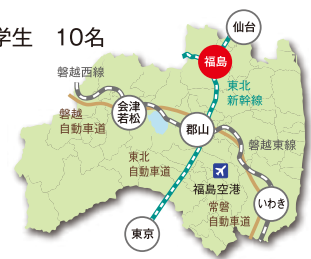 学生 10名
仙台
福島
東北
新幹線
磐越西線
会津
若松
磐越
自動車道
郡山
磐越東線
東北
自動車道
福島空港
いわき
常磐
自動車道
東京